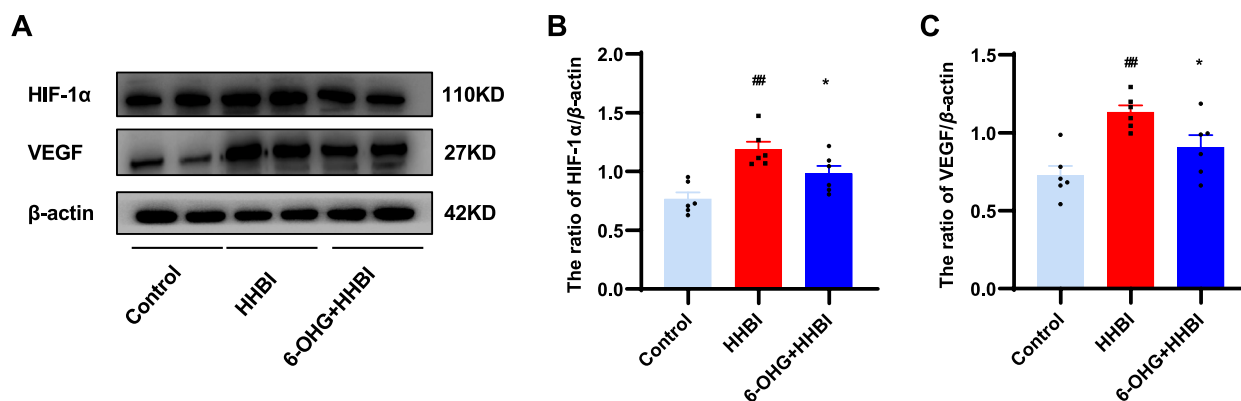 A
HIF-1α
110KD
VEGF
27KD
β-actin
42KD
Control
HHBI
6-OHG+HHBI
B
The ratio of HIF-1α/β-actin
2.0
1.5
1.0
0.5
0.0
##
*
Control
HHBI
6-OHG+HHBI
C
The ratio of VEGF/β-actin
1.5
1.0
0.5
0.0
##
*
Control
HHBI
6-OHG+HHBI